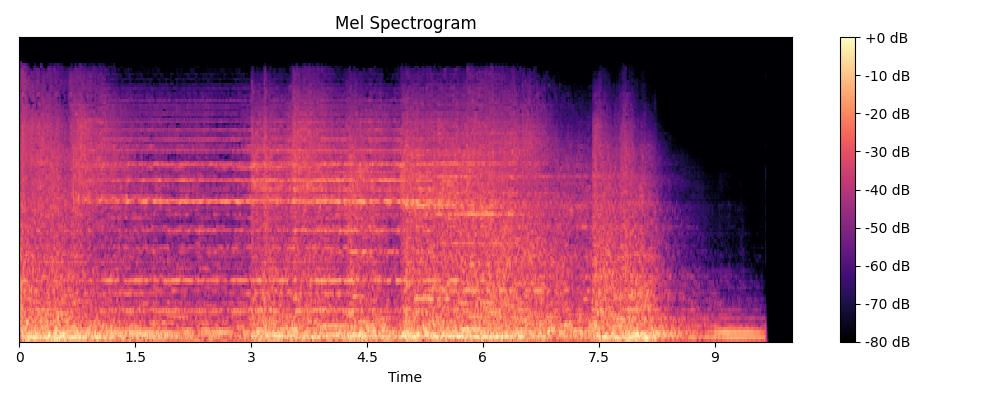 Mel Spectrogram
+0 dB
-10 dB
-20 dB
-30 dB
-40 dB
-50 dB
-60 dB
-70 dB
-80 dB
0 1.5 3 4.5 6 7.5 9
Time